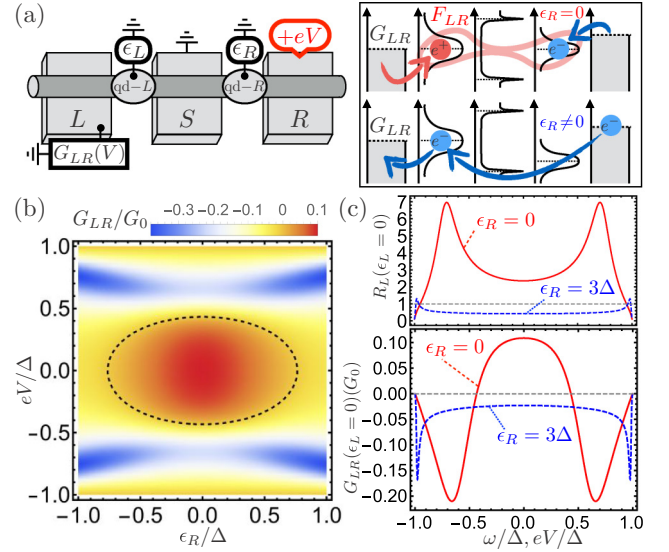 (a)
ϵ_L
ϵ_R
+eV
qd-L
qd-R
L
S
R
G_LR(V)
G_LR
F_LR
ϵ_R=0
e⁺
e⁻
G_LR
ϵ_R≠0
e⁻
e⁻
(b)
G_LR/G_0
-0.3
-0.1
0.1
1.0
0.5
0.0
-0.5
-1.0
eV/Δ
-1.0 -0.5 0.0 0.5 1.0
ϵ_R/Δ
(c)
7
6
5
4
3
2
1
R_L(ϵ_L = 0)
ϵ_R = 0
ϵ_R = 3Δ
0.10
0.05
0.00
-0.05
-0.10
-0.15
-0.20
G_LR(ϵ_L=0)(G_0)
ϵ_R = 0
ϵ_R = 3Δ
-1.0 -0.5 0.0 0.5 1.0
ω/Δ, eV/Δ